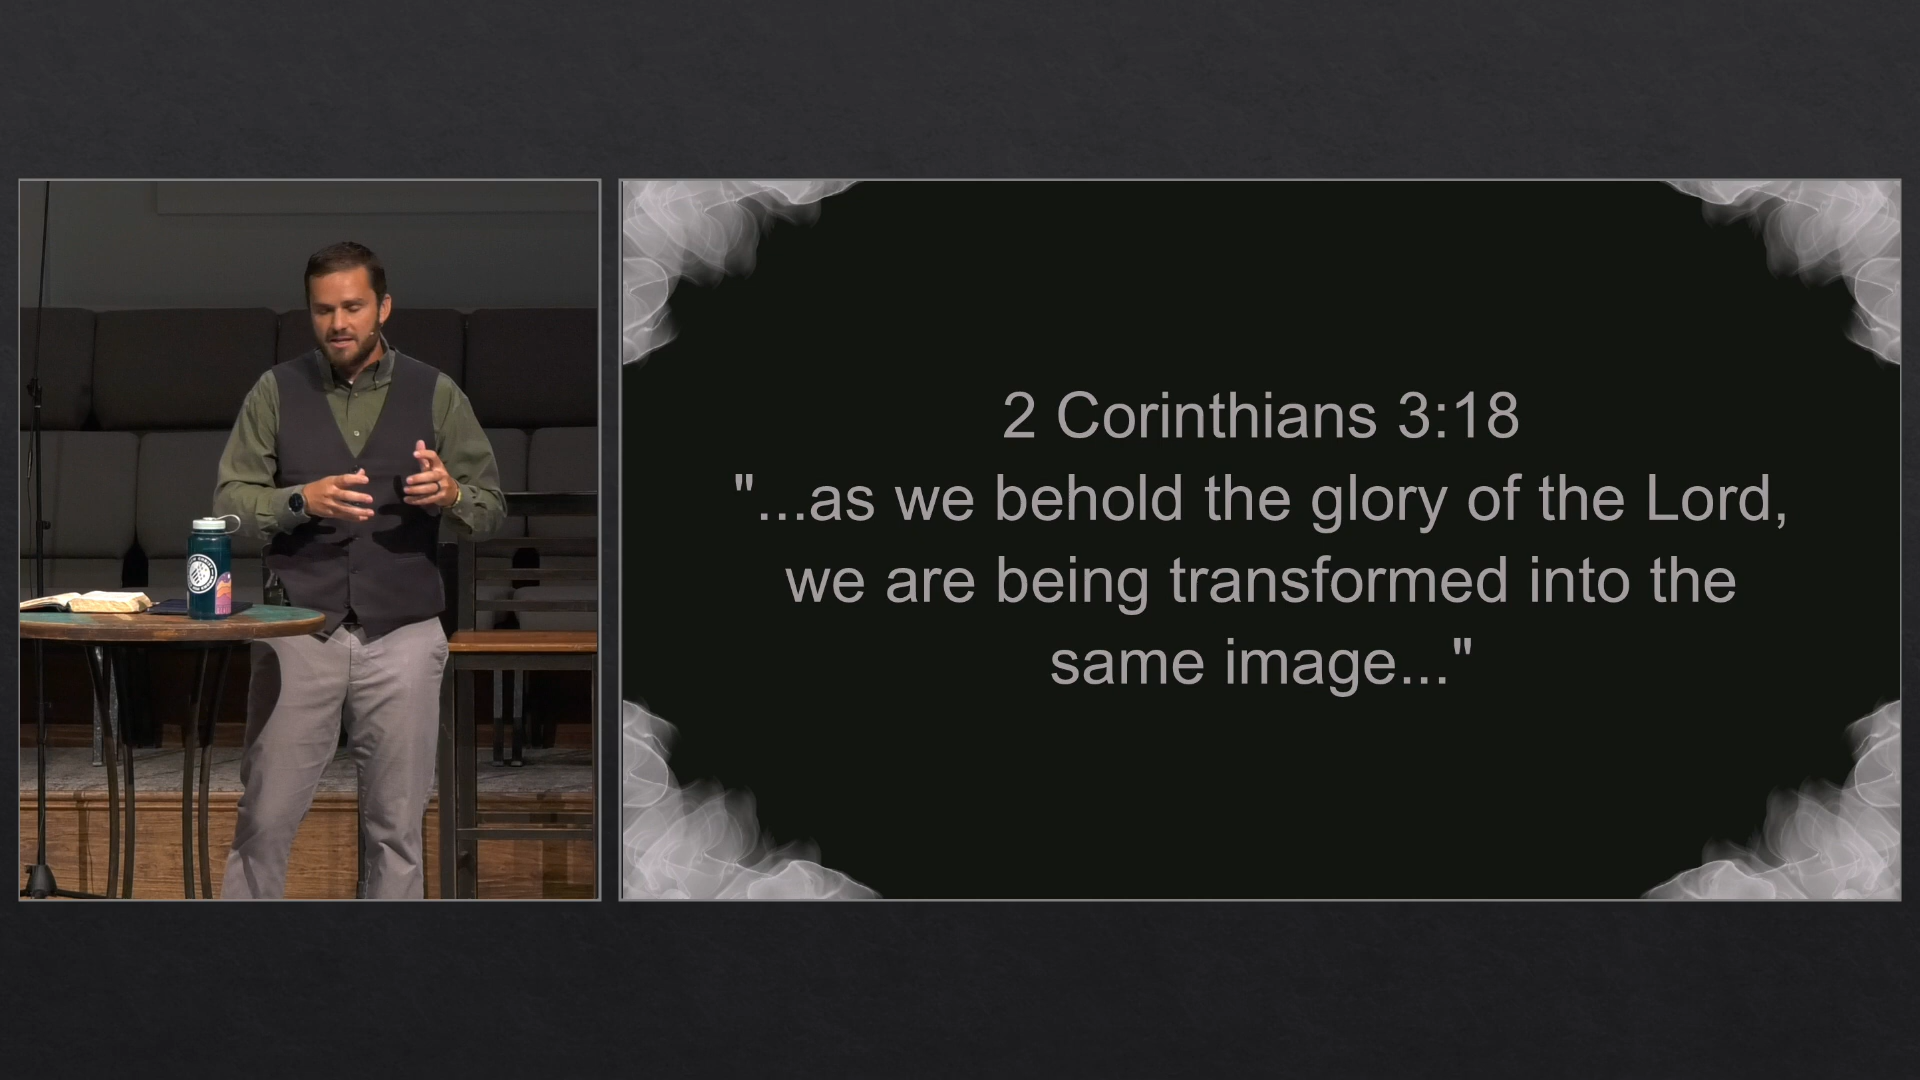 2 Corinthians 3:18
"...as we behold the glory of the Lord,
we are being transformed into the
same image..."